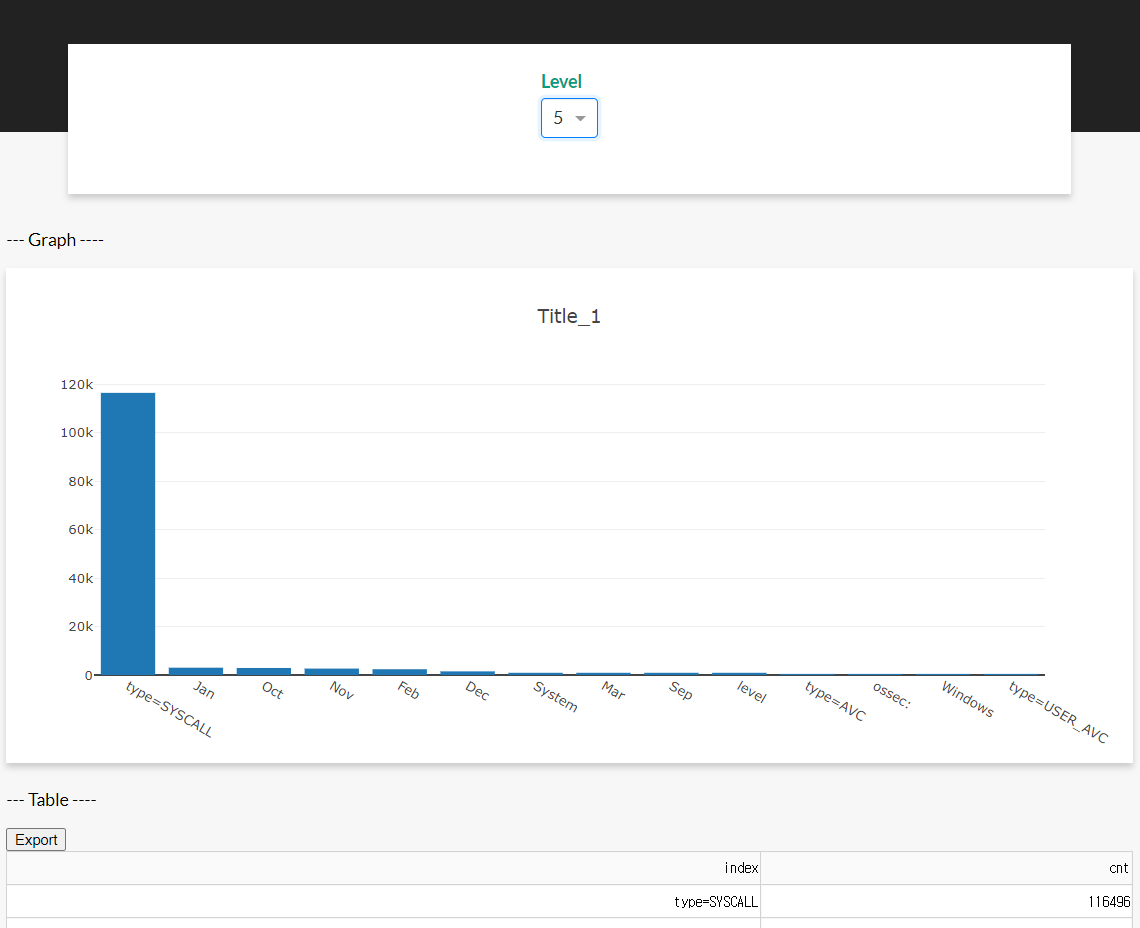 Level
5
--- Graph ----
Title_1
120k
100k
80k
60k
40k
20k
0
type=SYSCALL
Jan
Oct
Nov
Feb
Dec
System
Mar
Sep
level
type=AVC
ossec:
Windows
type=USER_AVC
--- Table ----
Export
index cnt
type=SYSCALL 116496